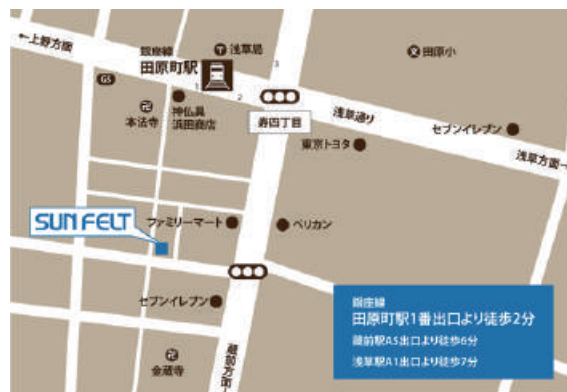 ←上野方面
銀座線
田原町駅
浅草局
田原小
3
1
2
G5
本法寺
神仏具
浜田商店
寿四丁目
浅草通り
セブンイレブン
東京トヨタ
浅草方面→
SUN FELT
ファミリーマート
ペリカン
セブンイレブン
金蔵寺
蔵前方面→
銀座線
田原町駅1番出口より徒歩2分
蔵前駅A5出口より徒歩6分
浅草駅A1出口より徒歩7分